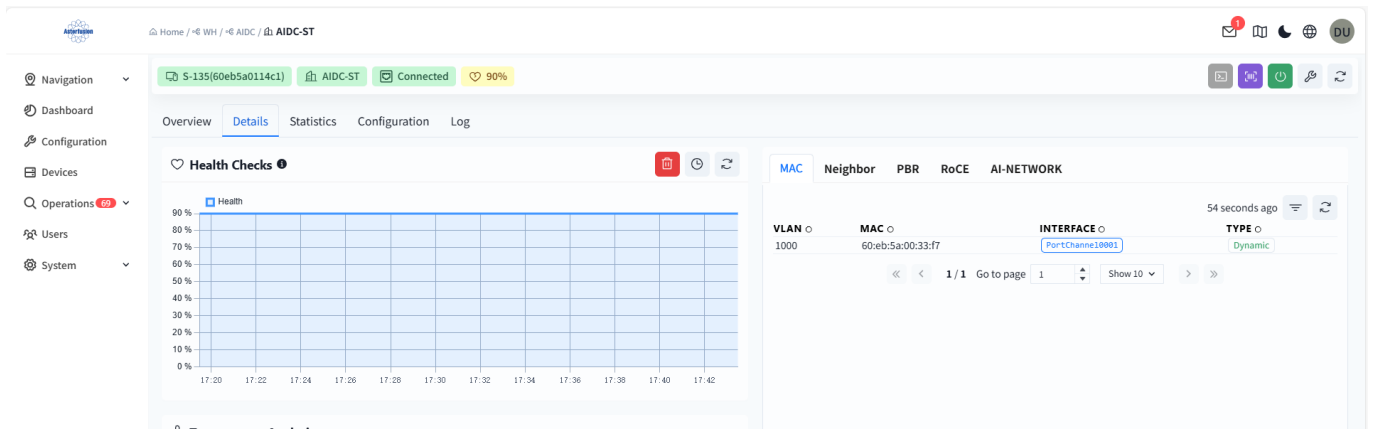 Asterfusion
Home / WH / AIDC / AIDC-ST
1
DU
Navigation
Dashboard
Configuration
Devices
Operations 69
Users
System
S-135(60eb5a0114c1) AIDC-ST Connected 90%
Overview Details Statistics Configuration Log
Health Checks
Health
90 %
80 %
70 %
60 %
50 %
40 %
30 %
20 %
10 %
0 %
17:20 17:22 17:24 17:26 17:28 17:30 17:32 17:34 17:36 17:38 17:40 17:42
MAC Neighbor PBR RoCE AI-NETWORK
54 seconds ago
VLAN MAC INTERFACE TYPE
1000 60:eb:5a:00:33:f7 PortChannel0001 Dynamic
« < 1 / 1 Go to page 1 Show 10 > »